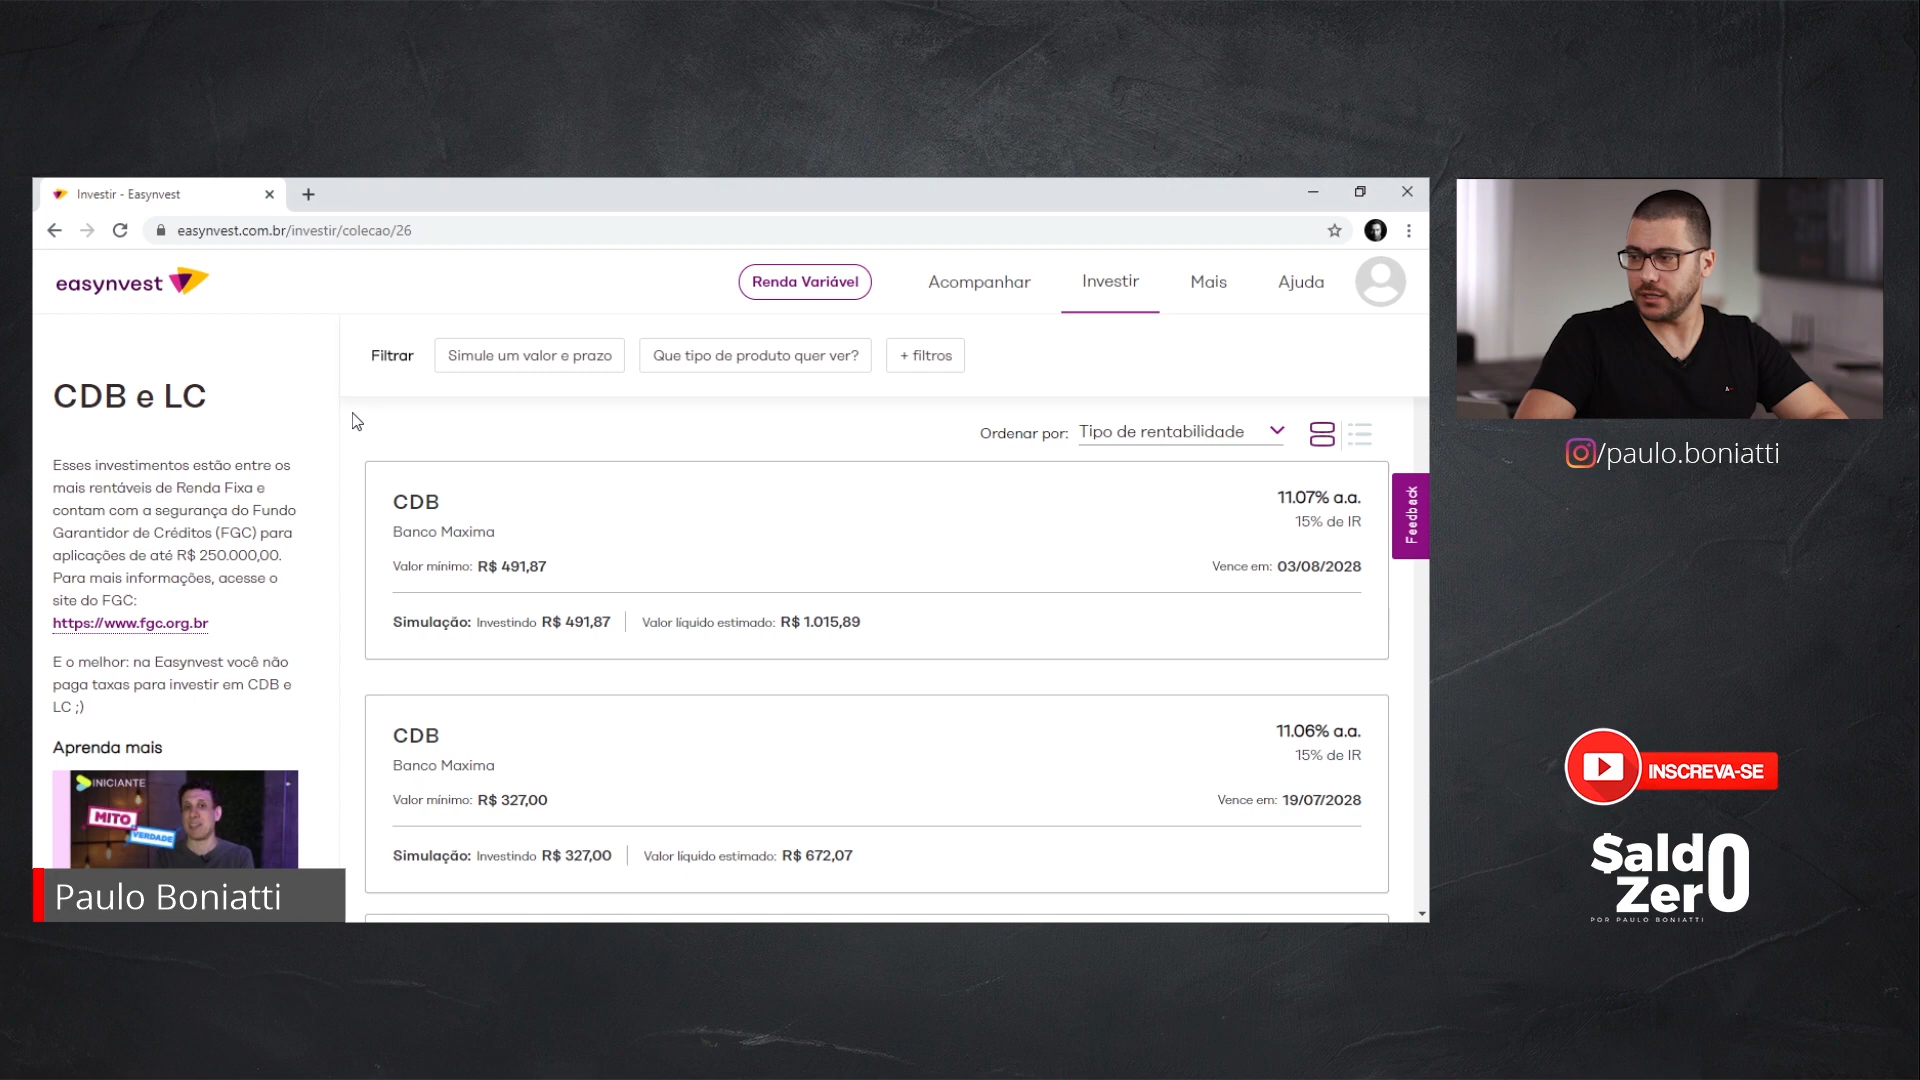 Investir - Easynvest
easynvest.com.br/investir/colecao/26
easynvest
Renda Variável
Acompanhar
Investir
Mais
Ajuda
Filtrar
Simule um valor e prazo
Que tipo de produto quer ver?
+ filtros
CDB e LC
Esses investimentos estão entre os
mais rentáveis de Renda Fixa e
contam com a segurança do Fundo
Garantidor de Créditos (FGC) para
aplicações de até R$ 250.000,00.
Para mais informações, acesse o
site do FGC:
https://www.fgc.org.br
E o melhor: na Easynvest você não
paga taxas para investir em CDB e
LC ;)
Aprenda mais
INICIANTE
MITO
VERDADE
Paulo Boniatti
Ordenar por: Tipo de rentabilidade
CDB
11.07% a.a.
Banco Maxima
15% de IR
Valor mínimo: R$ 491,87
Vence em: 03/08/2028
Simulação: Investindo R$ 491,87
Valor líquido estimado: R$ 1.015,89
CDB
11.06% a.a.
Banco Maxima
15% de IR
Valor mínimo: R$ 327,00
Vence em: 19/07/2028
Simulação: Investindo R$ 327,00
Valor líquido estimado: R$ 672,07
Feedback
/paulo.boniatti
INSCREVA-SE
$ald
Zer0
POR PAULO BONIATTI